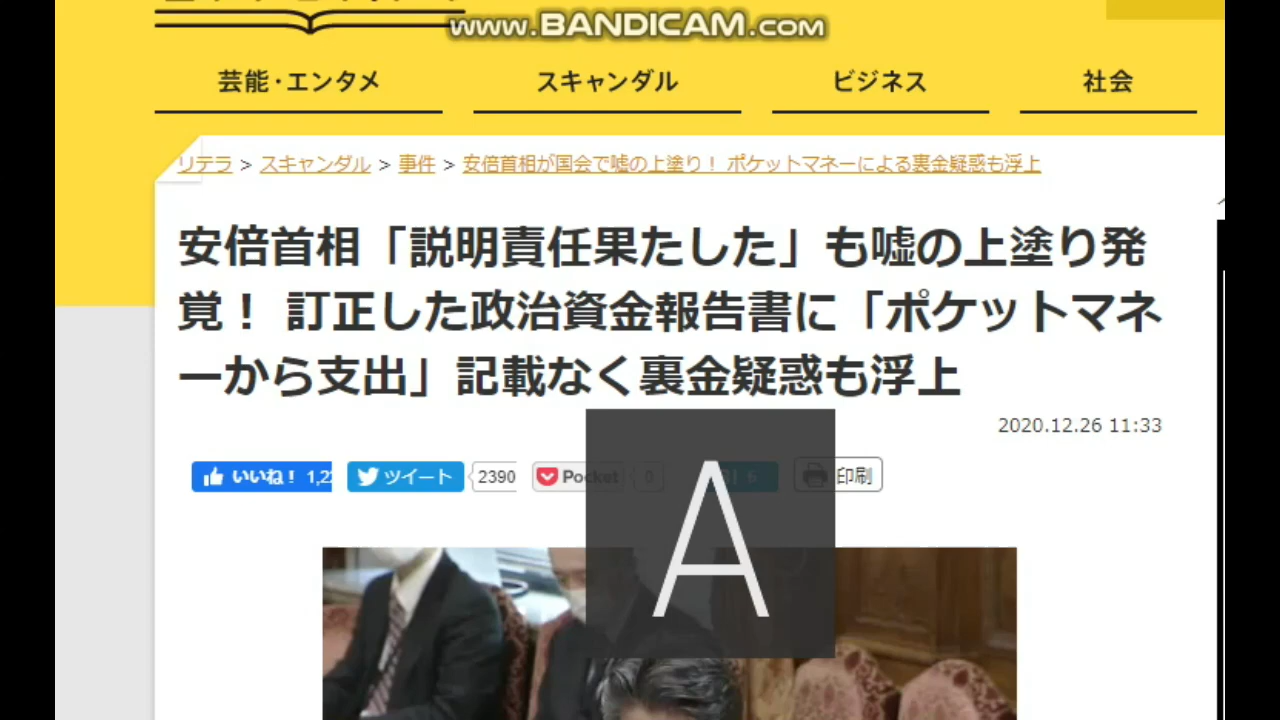 www.BANDICAM.com
芸能・エンタメ スキャンダル ビジネス 社会
リテラ > スキャンダル > 事件 > 安倍首相が国会で嘘の上塗り！ ポケットマネーによる裏金疑惑も浮上
安倍首相「説明責任果たした」も嘘の上塗り発
覚！ 訂正した政治資金報告書に「ポケットマネ
ーから支出」記載なく裏金疑惑も浮上
2020.12.26 11:33
いいね！ ツイート 2390 Pocket 0 印刷
A